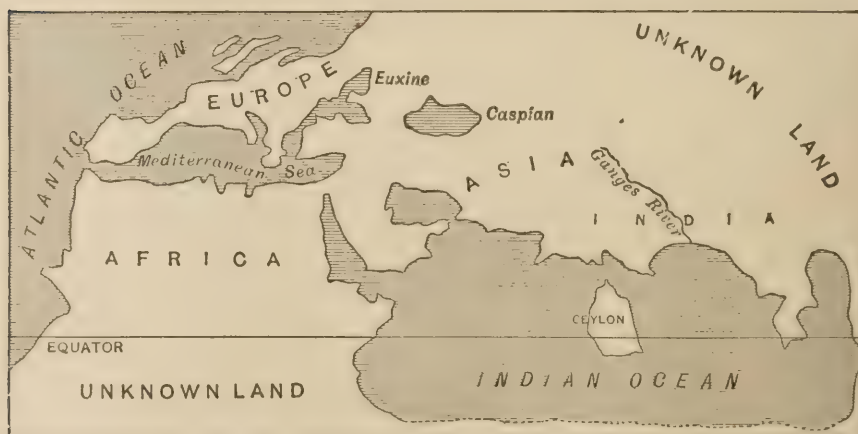 UNKNOWN LAND
ATLANTIC OCEAN
EUROPE
Euxine
Caspian
Mediterranean Sea
ASIA
Ganges River
INDIA
AFRICA
CEYLON
EQUATOR
UNKNOWN LAND
INDIAN OCEAN